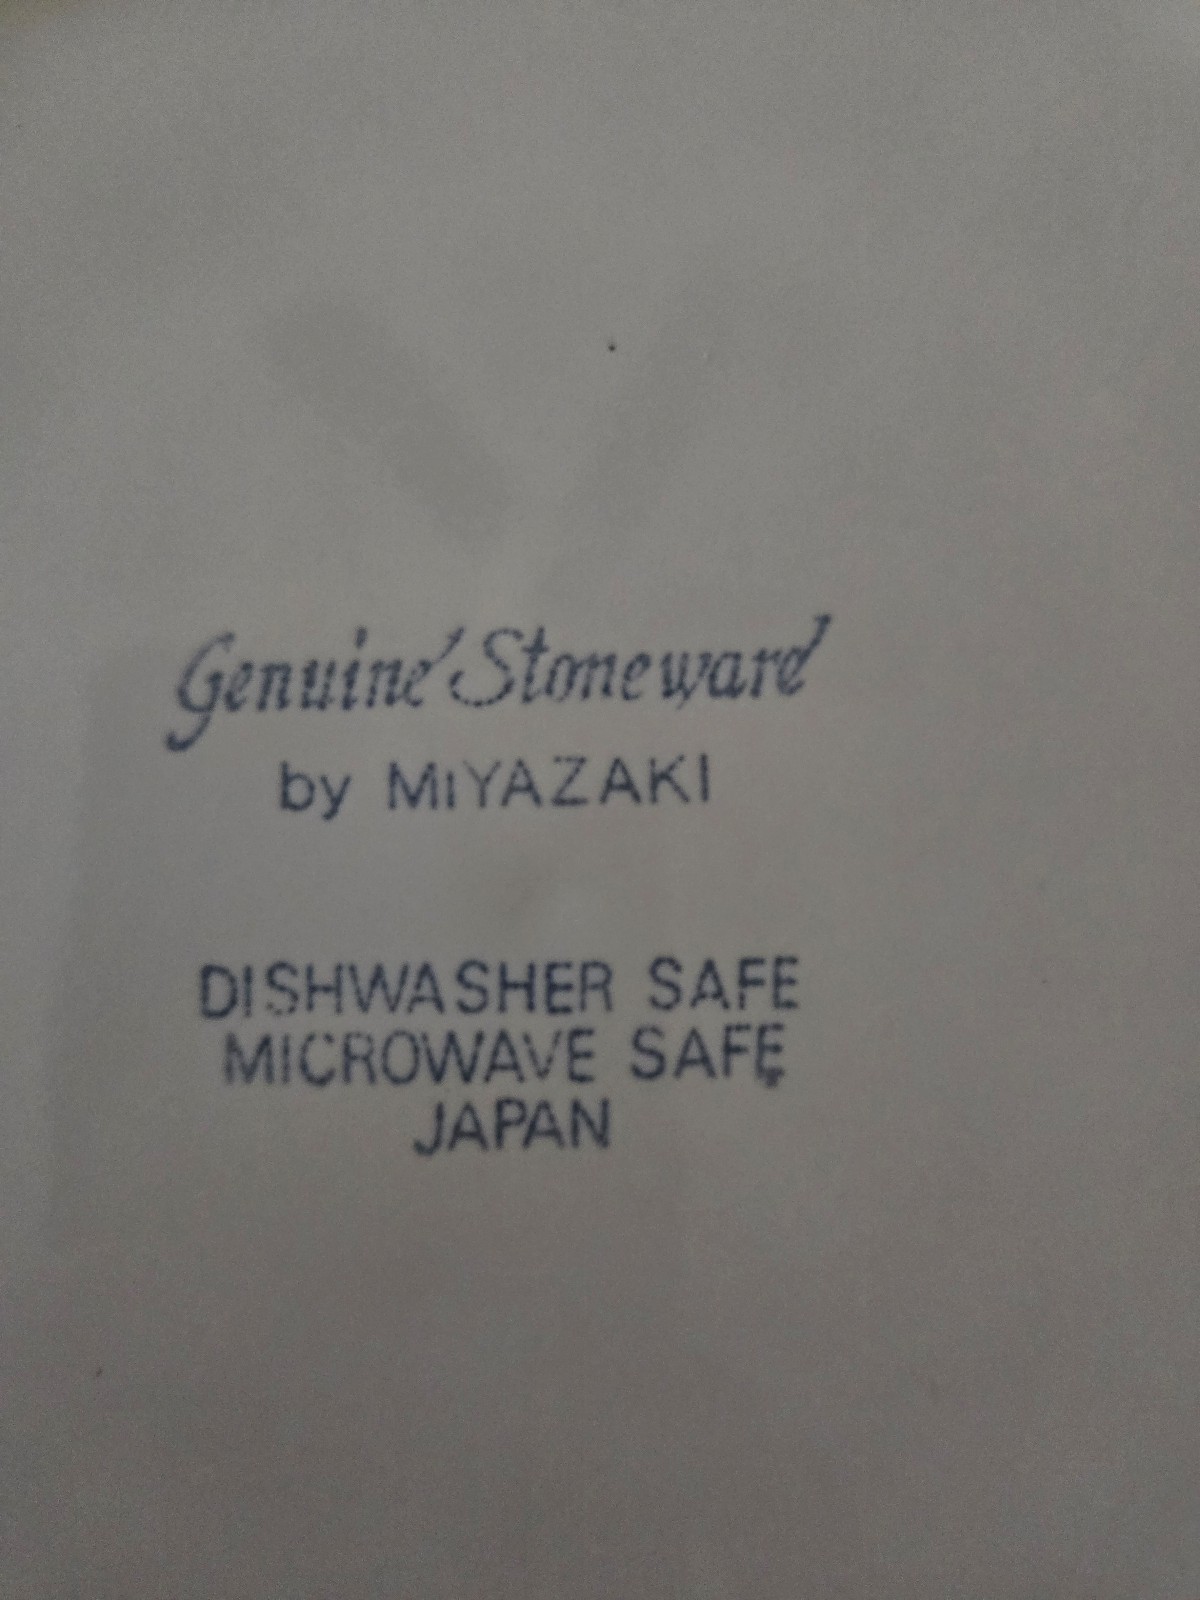 Genuine Stoneware
by MIYAZAKI
DISHWASHER SAFE
MICROWAVE SAFE
JAPAN